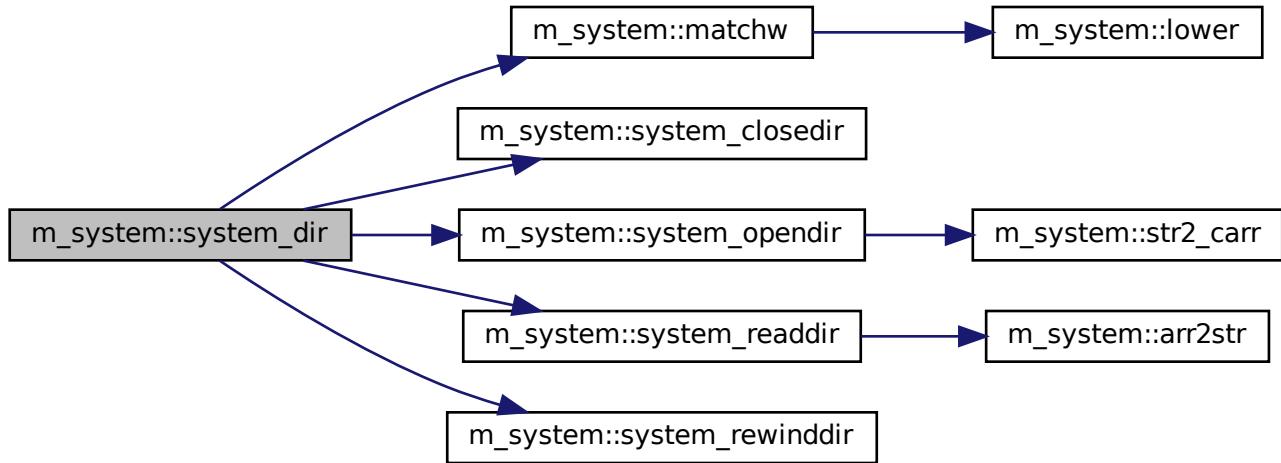 m_system::matchw
m_system::lower
m_system::system_closedir
m_system::system_dir
m_system::system_opendir
m_system::str2_carr
m_system::system_readdir
m_system::arr2str
m_system::system_rewinddir